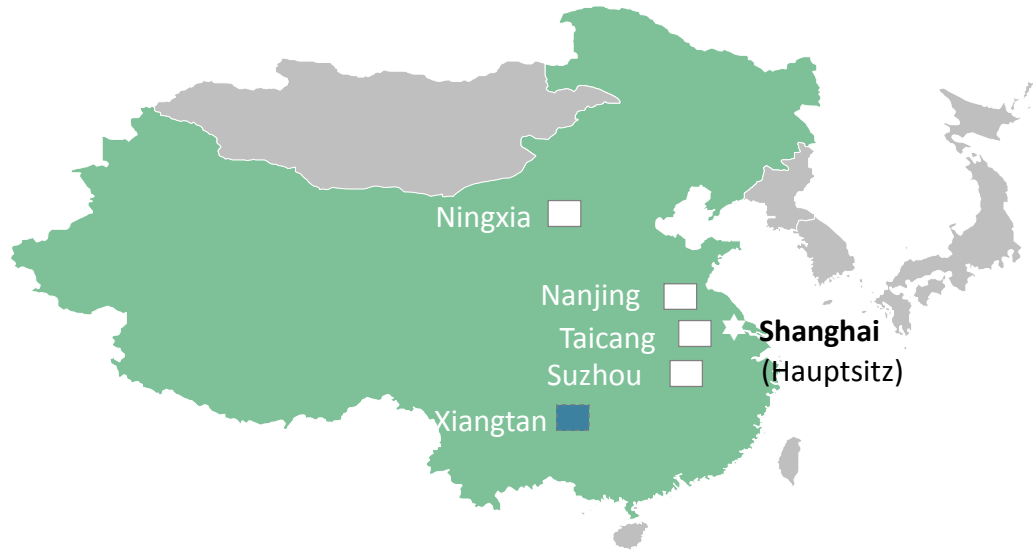 Ningxia
Nanjing
Taicang
Shanghai
(Hauptsitz)
Suzhou
Xiangtan